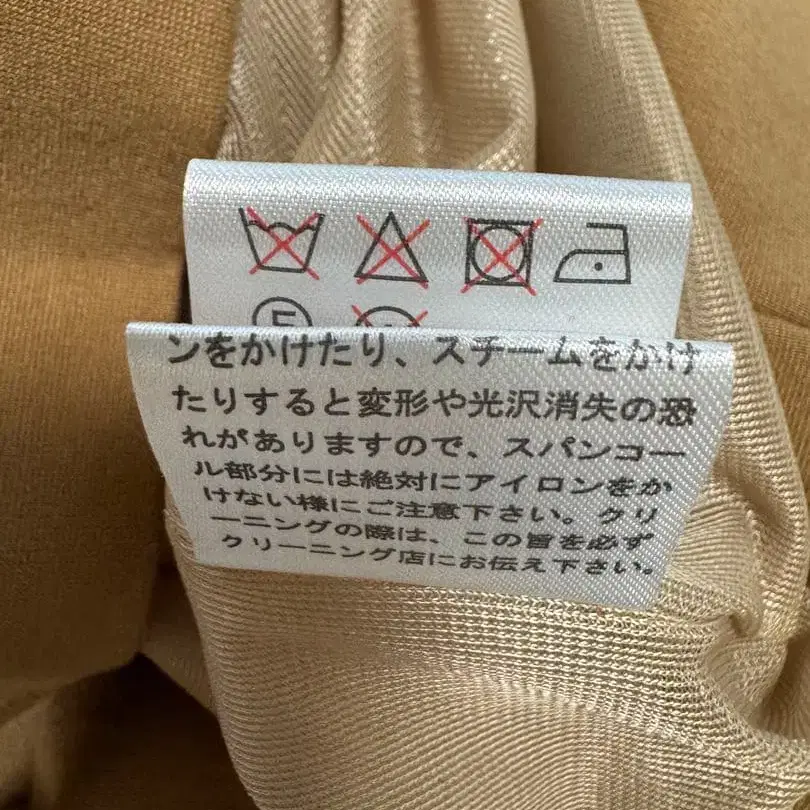 ンをかけたり、スチームをかけ
たりすると変形や光沢消失の恐
れがありますので、スパンコー
ル部分には絶対にアイロンをか
けない様にご注意下さい。クリ
ーニングの際は、この旨を必ず
クリーニング店にお伝え下さい。